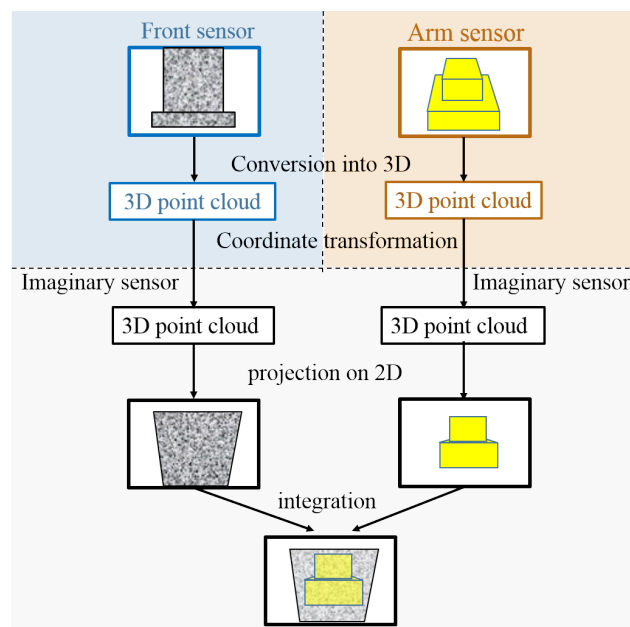 Front sensor
Arm sensor
Conversion into 3D
3D point cloud
3D point cloud
Coordinate transformation
Imaginary sensor
Imaginary sensor
3D point cloud
3D point cloud
projection on 2D
integration